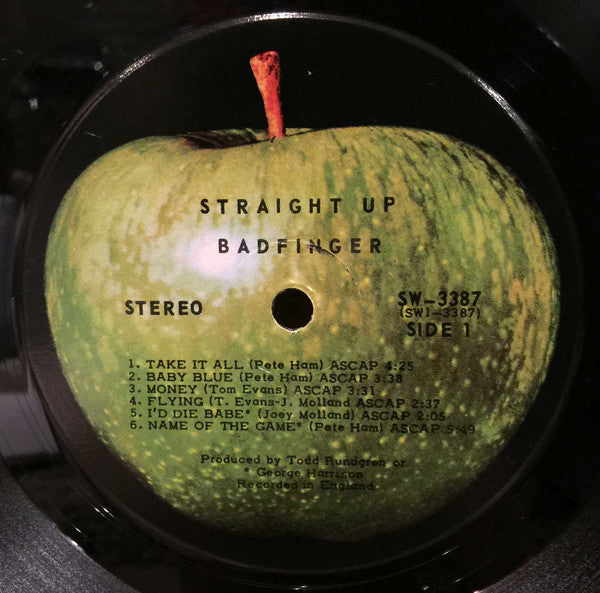 STRAIGHT UP
BADFINGER
STEREO
SW-3387
(SW1-3387)
SIDE 1
1. TAKE IT ALL (Pete Ham) ASCAP 4:25
2. BABY BLUE (Pete Ham) ASCAP 3:38
3. MONEY (Tom Evans) ASCAP 3:31
4. FLYING (T. Evans-J. Molland) ASCAP 2:37
5. I'D DIE BABE* (Joey Molland) ASCAP 2:05
6. NAME OF THE GAME* (Pete Ham) ASCAP 5:49
Produced by Todd Rundgren or
* George Harrison
Recorded in England